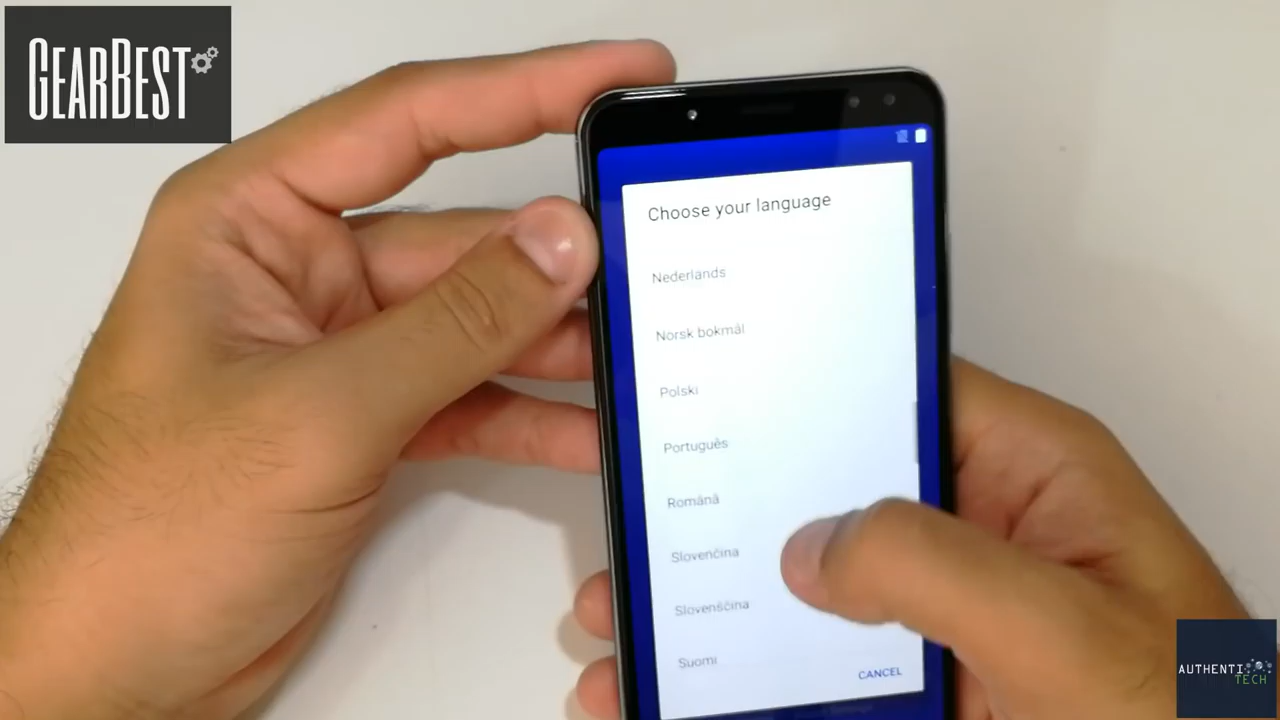 GEARBEST
Choose your language
Nederlands
Norsk bokmål
Polski
Português
Română
Slovenčina
Slovenščina
Suomi
CANCEL
AUTHENTI
TECH